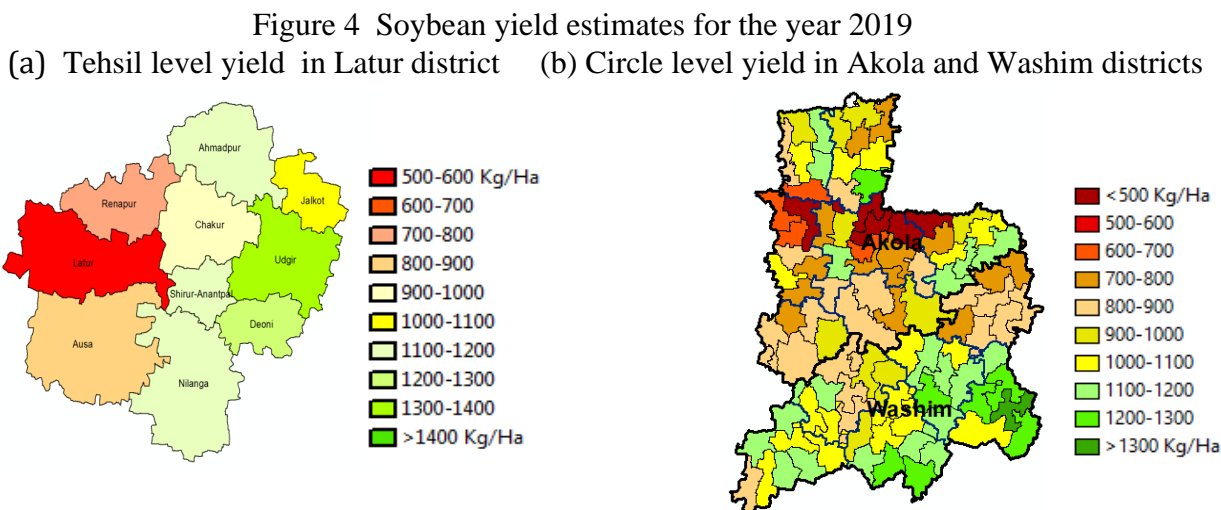 Figure 4 Soybean yield estimates for the year 2019
(a) Tehsil level yield in Latur district (b) Circle level yield in Akola and Washim districts
Ahmadpur
Renapur
Jalkot
Chakur
Latur
Udgir
Shirur-Anantpal
Deoni
Ausa
Nilanga
500-600 Kg/Ha
600-700
700-800
800-900
900-1000
1000-1100
1100-1200
1200-1300
1300-1400
>1400 Kg/Ha
Akola
Washim
<500 Kg/Ha
500-600
600-700
700-800
800-900
900-1000
1000-1100
1100-1200
1200-1300
>1300 Kg/Ha